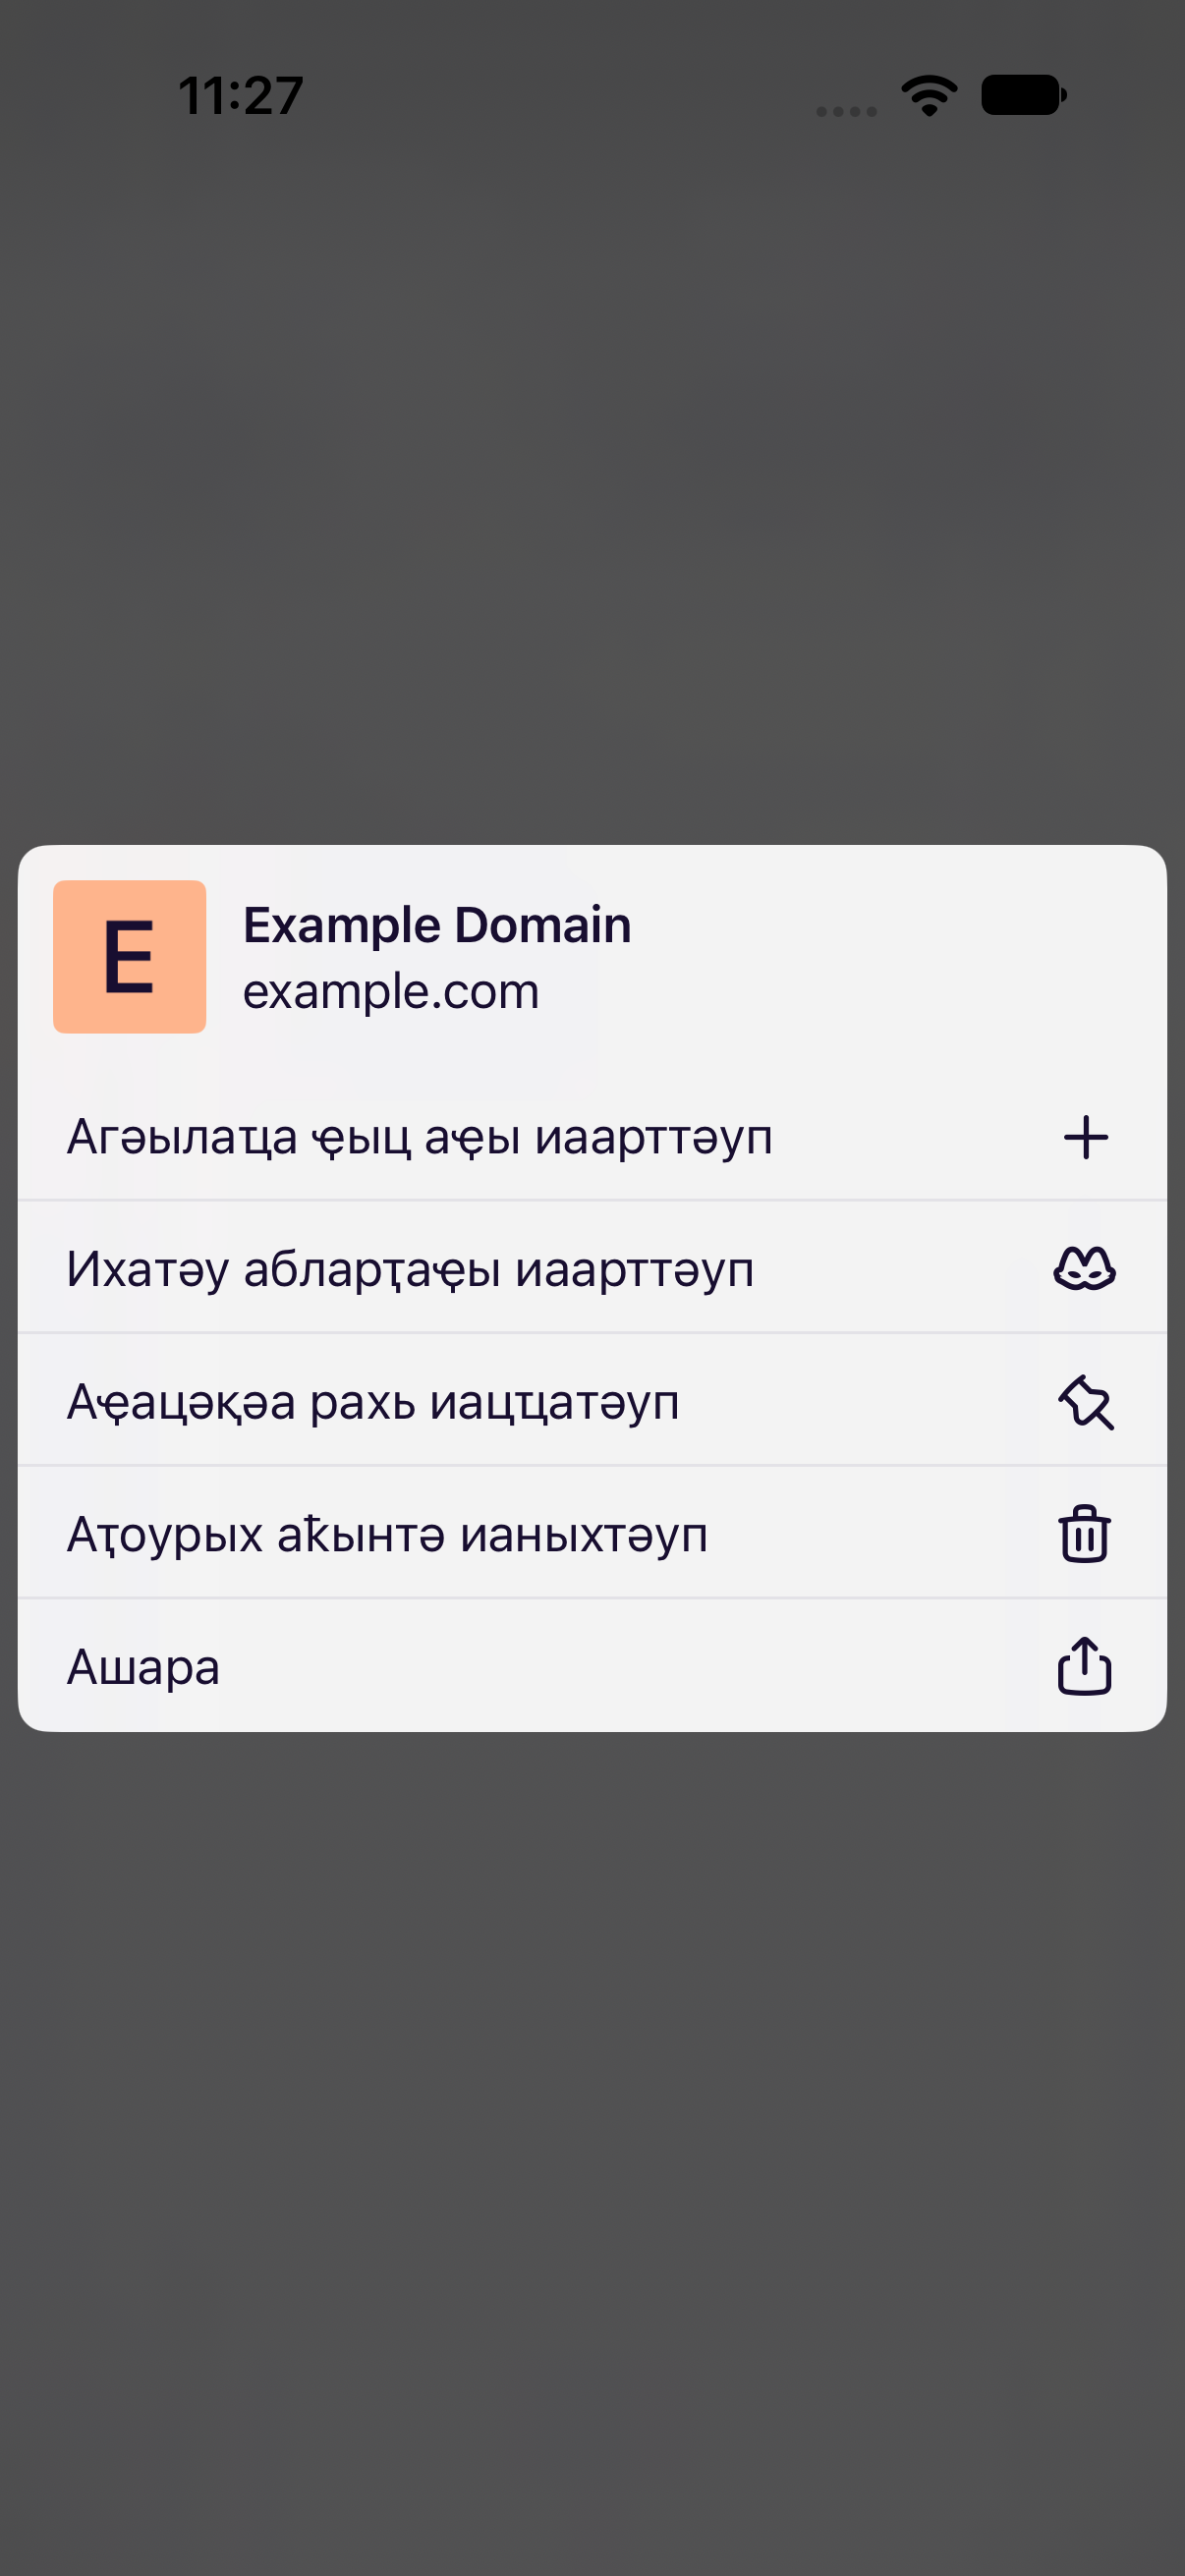 11:27
E
Example Domain
example.com
Агәылаҵа ҿыц аҿы иаарттәуп
Ихатәу абларҭаҿы иаарттәуп
Аҿацәқәа рахь иацҵатәуп
Аҭоурых аҟынтә ианыхтәуп
Ашара